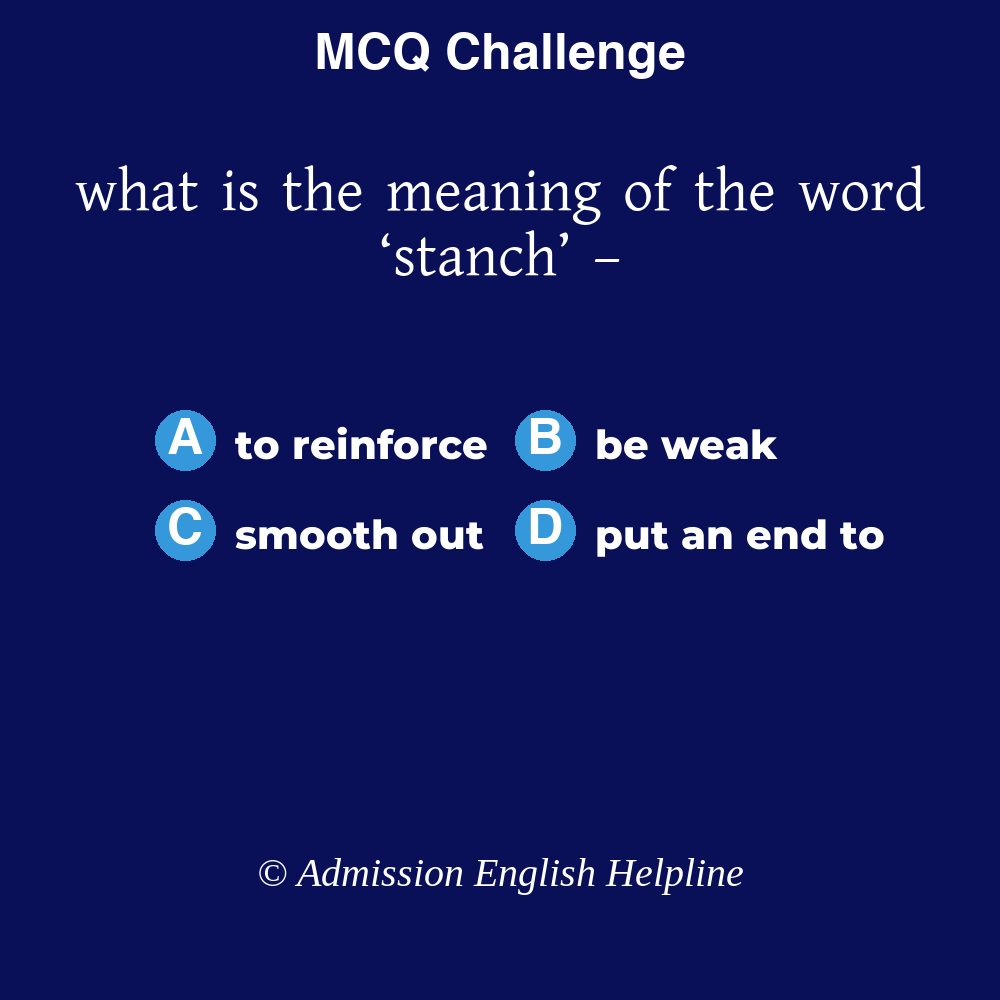 MCQ Challenge
what is the meaning of the word
‘stanch’ –
A to reinforce B be weak
C smooth out D put an end to
© Admission English Helpline